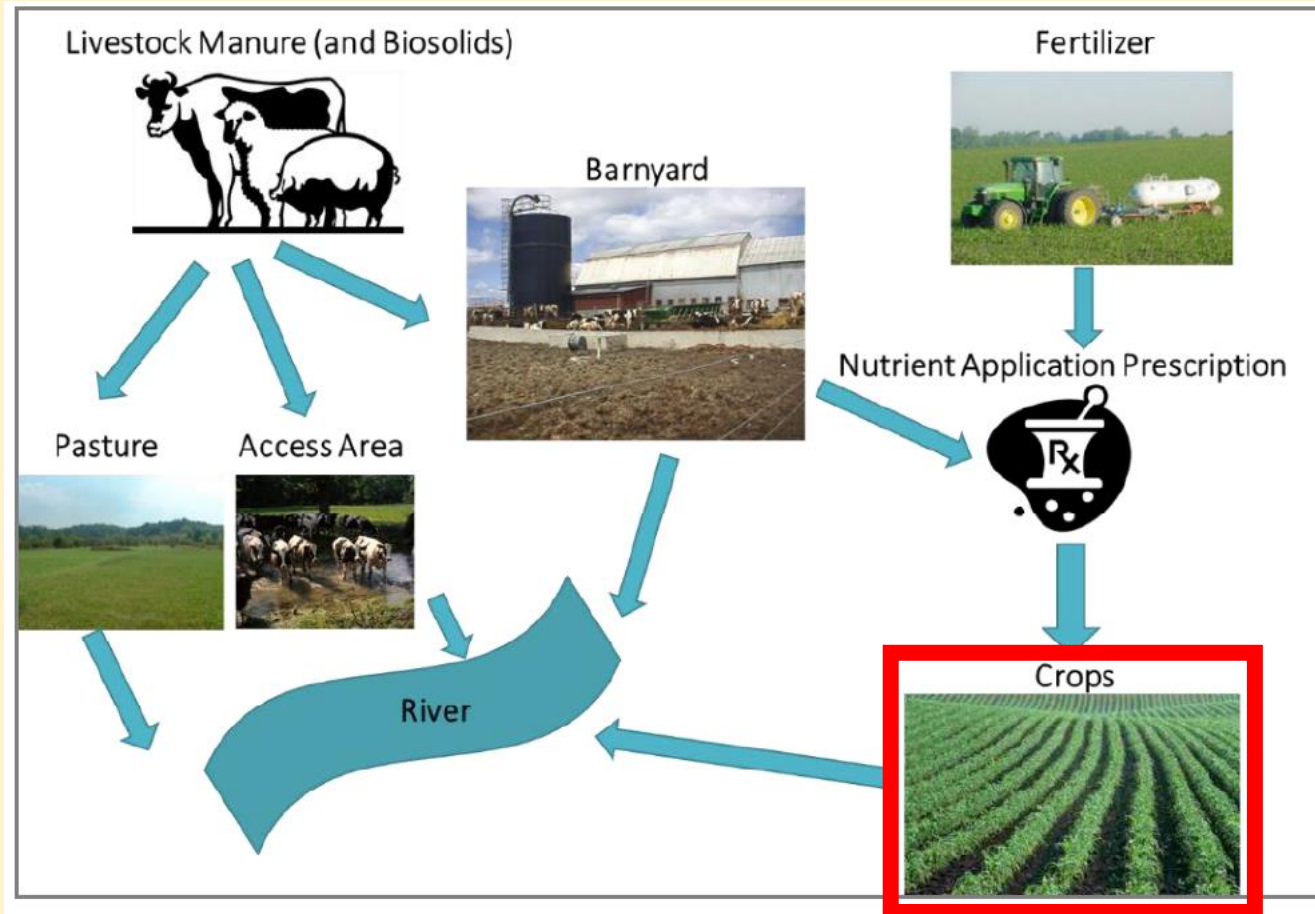 Livestock Manure (and Biosolids)
Fertilizer
Barnyard
Nutrient Application Prescription
Rx
Pasture
Access Area
River
Crops